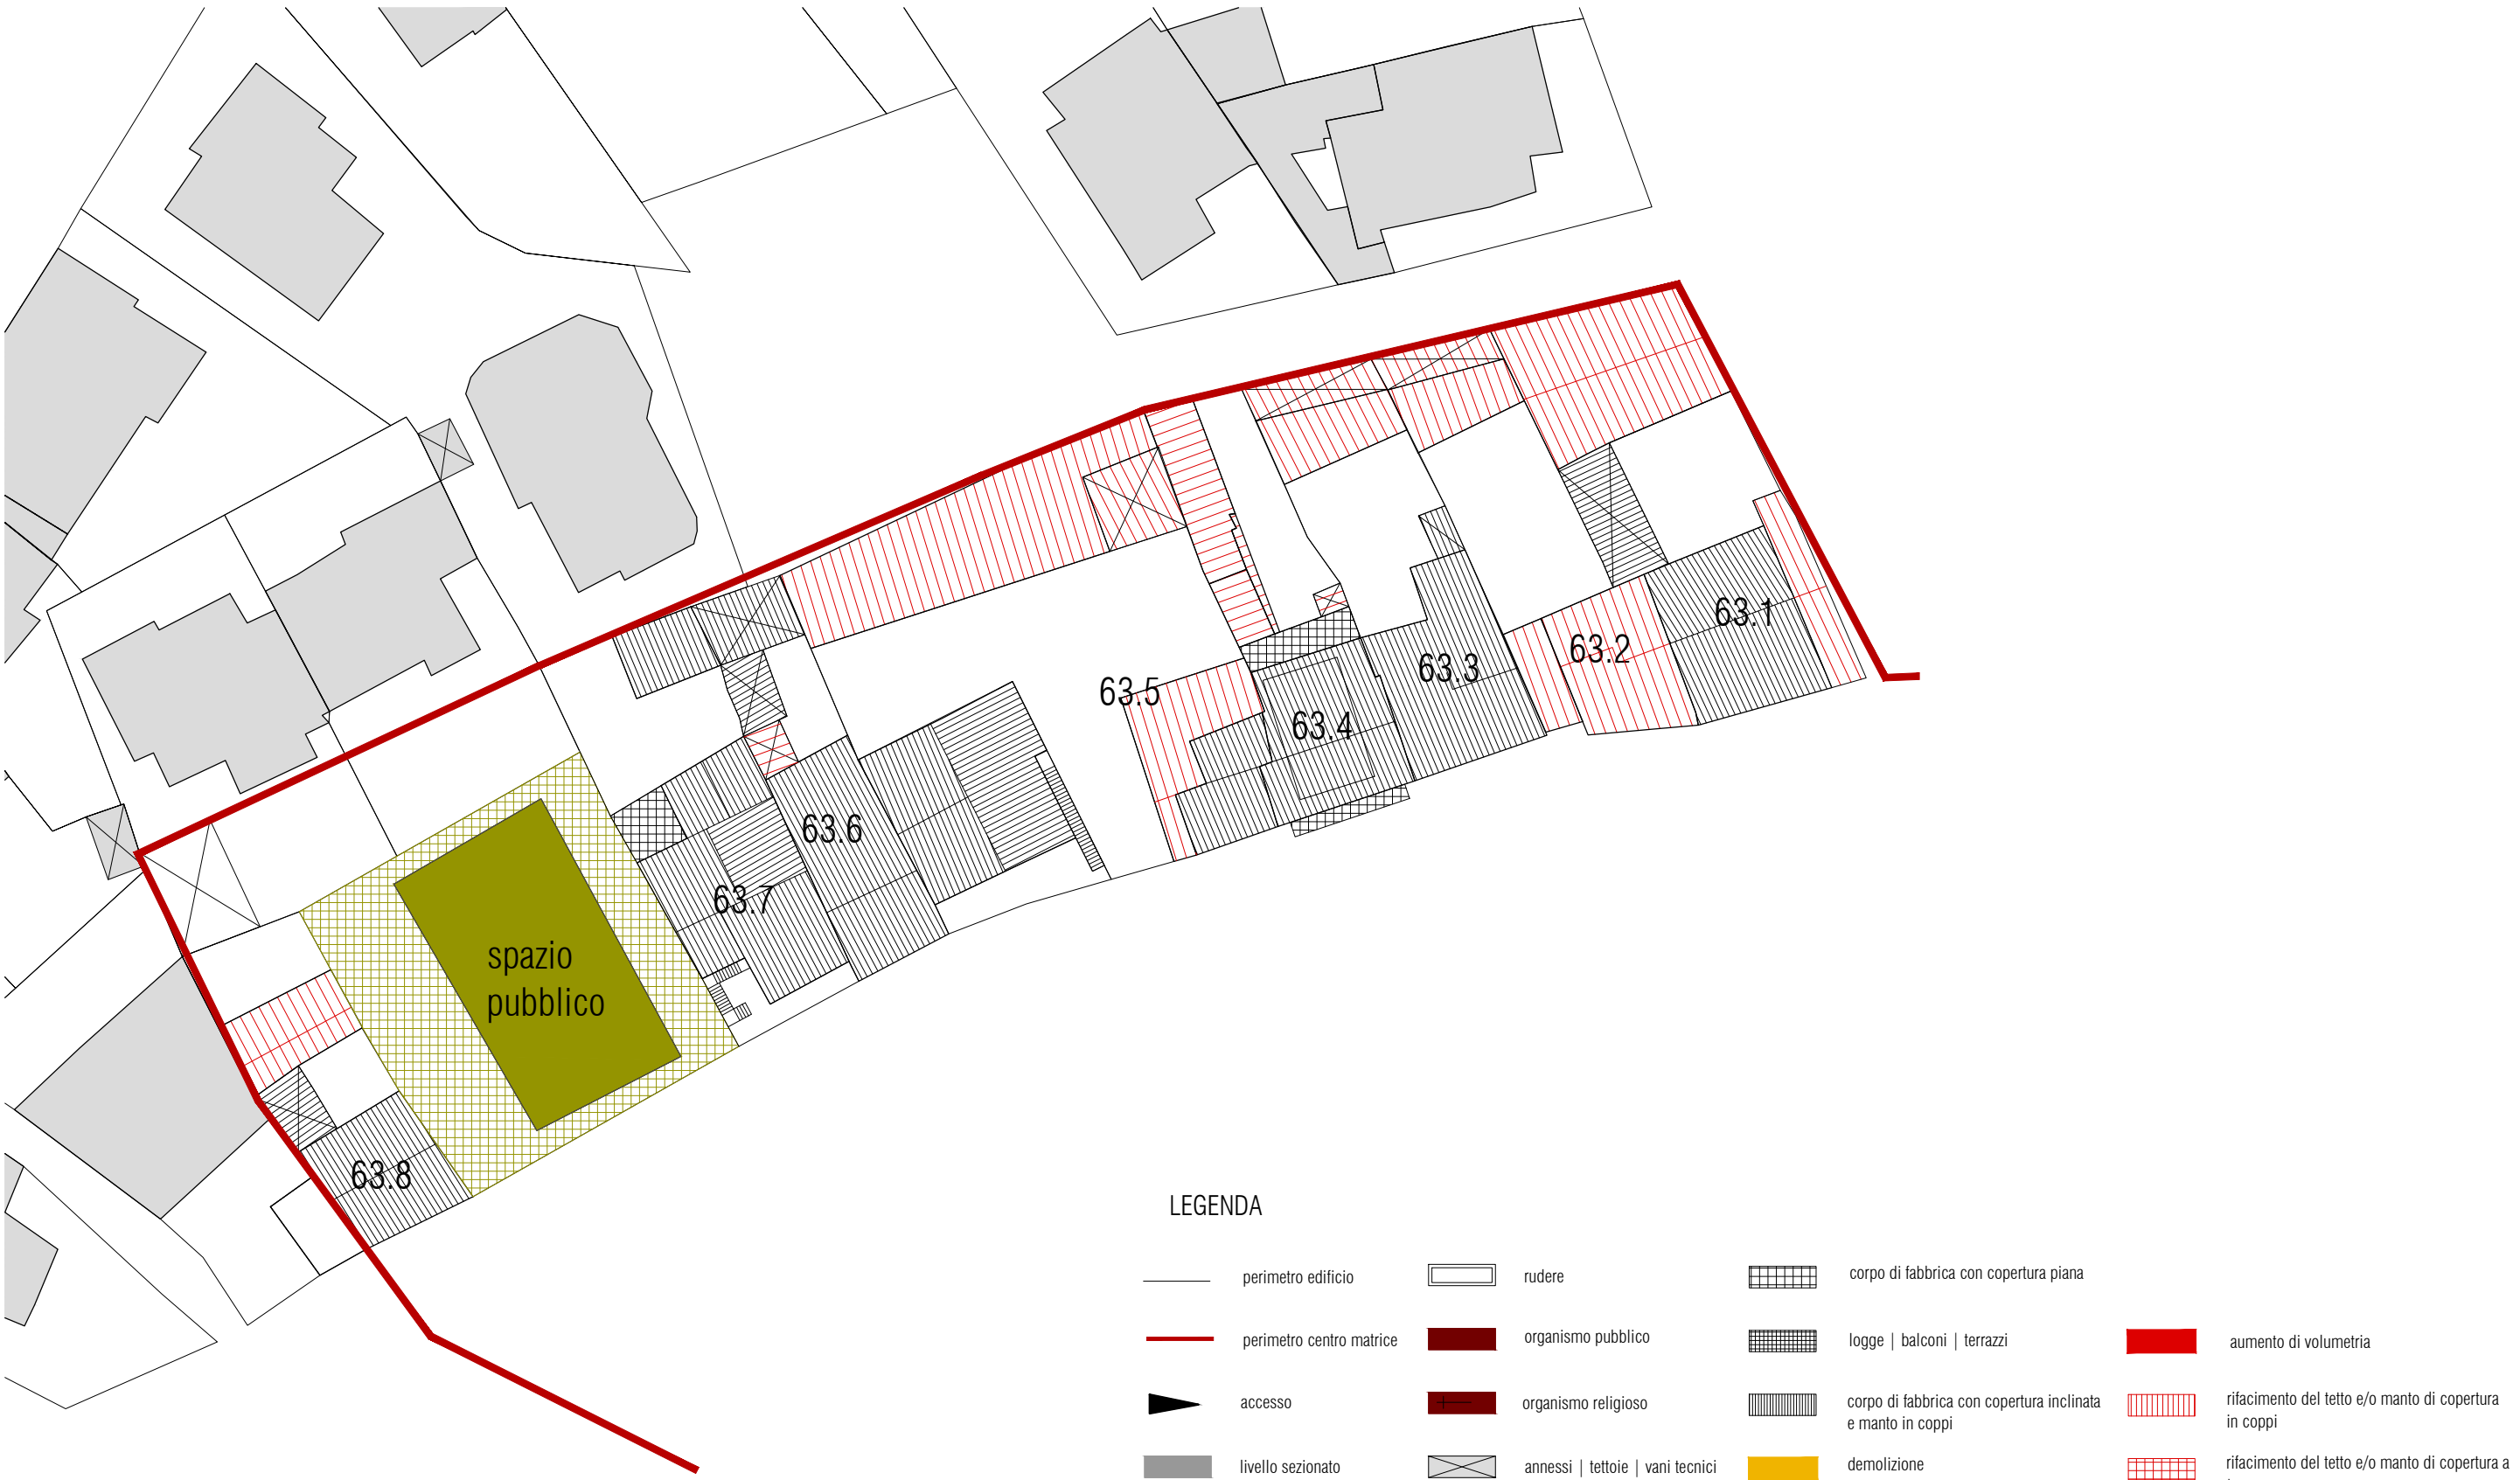 63.1
63.2
63.3
63.4
63.5
63.6
63.7
63.8
spazio
pubblico
LEGENDA
perimetro edificio
perimetro centro matrice
accesso
livello sezionato
rudere
organismo pubblico
organismo religioso
annessi | tettoie | vani tecnici
corpo di fabbrica con copertura piana
logge | balconi | terrazzi
corpo di fabbrica con copertura inclinata
e manto in coppi
demolizione
aumento di volumetria
rifacimento del tetto e/o manto di copertura
in coppi
rifacimento del tetto e/o manto di copertura a